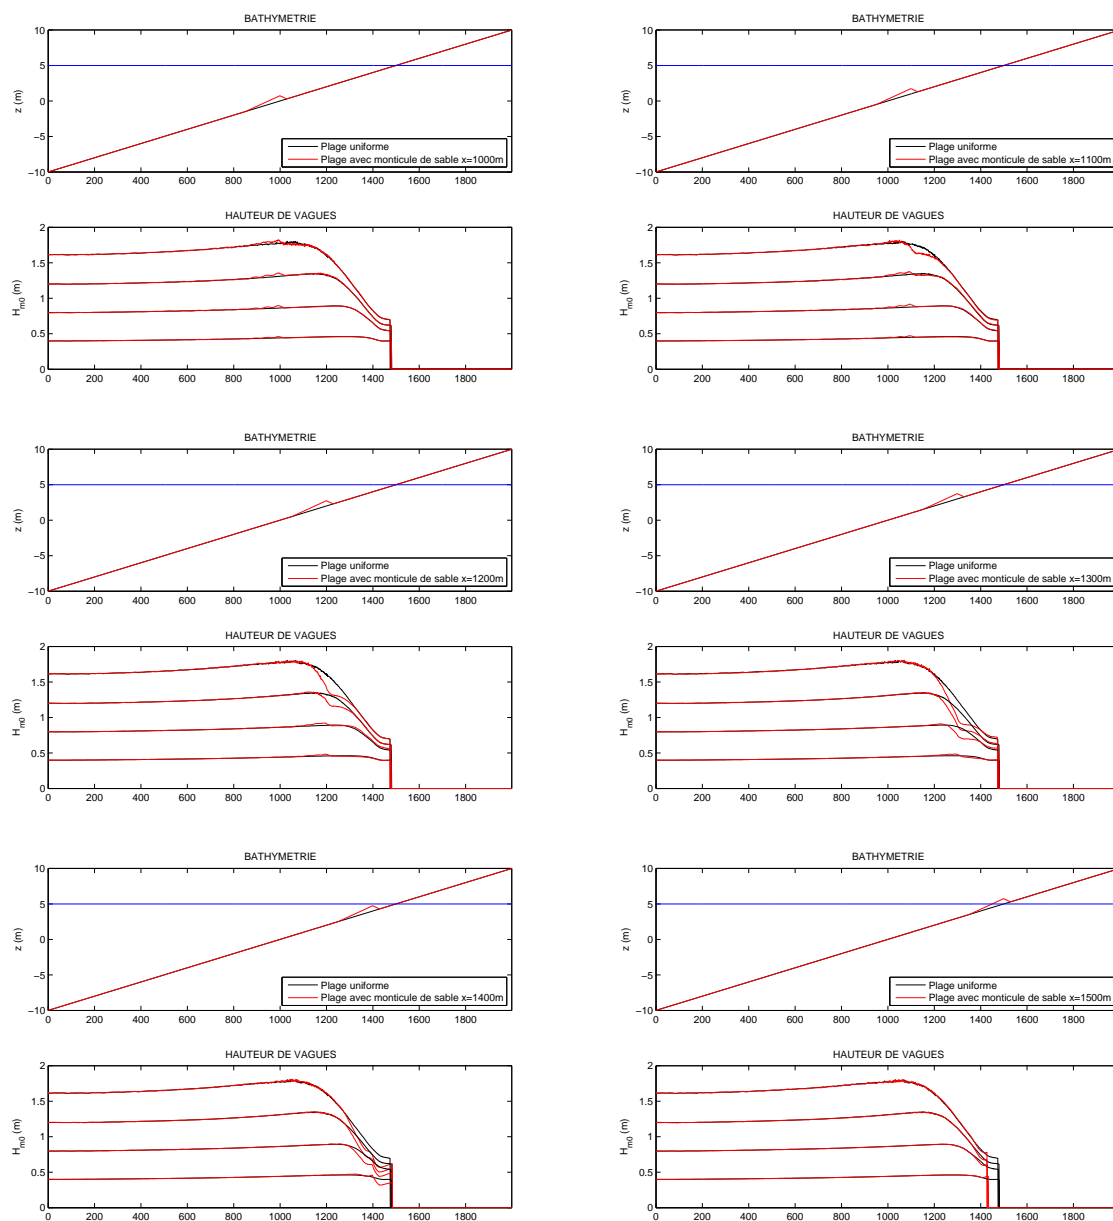 BATHYMETRIE
10
5
0
−5
−10
z (m)
Plage uniforme
Plage avec monticule de sable x=1000m
0 200 400 600 800 1000 1200 1400 1600 1800
HAUTEUR DE VAGUES
2
1.5
1
0.5
0
Hm0 (m)
0 200 400 600 800 1000 1200 1400 1600 1800
BATHYMETRIE
10
5
0
−5
−10
z (m)
Plage uniforme
Plage avec monticule de sable x=1100m
0 200 400 600 800 1000 1200 1400 1600 1800
HAUTEUR DE VAGUES
2
1.5
1
0.5
0
Hm0 (m)
0 200 400 600 800 1000 1200 1400 1600 1800
BATHYMETRIE
10
5
0
−5
−10
z (m)
Plage uniforme
Plage avec monticule de sable x=1200m
0 200 400 600 800 1000 1200 1400 1600 1800
HAUTEUR DE VAGUES
2
1.5
1
0.5
0
Hm0 (m)
0 200 400 600 800 1000 1200 1400 1600 1800
BATHYMETRIE
10
5
0
−5
−10
z (m)
Plage uniforme
Plage avec monticule de sable x=1300m
0 200 400 600 800 1000 1200 1400 1600 1800
HAUTEUR DE VAGUES
2
1.5
1
0.5
0
Hm0 (m)
0 200 400 600 800 1000 1200 1400 1600 1800
BATHYMETRIE
10
5
0
−5
−10
z (m)
Plage uniforme
Plage avec monticule de sable x=1400m
0 200 400 600 800 1000 1200 1400 1600 1800
HAUTEUR DE VAGUES
2
1.5
1
0.5
0
Hm0 (m)
0 200 400 600 800 1000 1200 1400 1600 1800
BATHYMETRIE
10
5
0
−5
−10
z (m)
Plage uniforme
Plage avec monticule de sable x=1500m
0 200 400 600 800 1000 1200 1400 1600 1800
HAUTEUR DE VAGUES
2
1.5
1
0.5
0
Hm0 (m)
0 200 400 600 800 1000 1200 1400 1600 1800